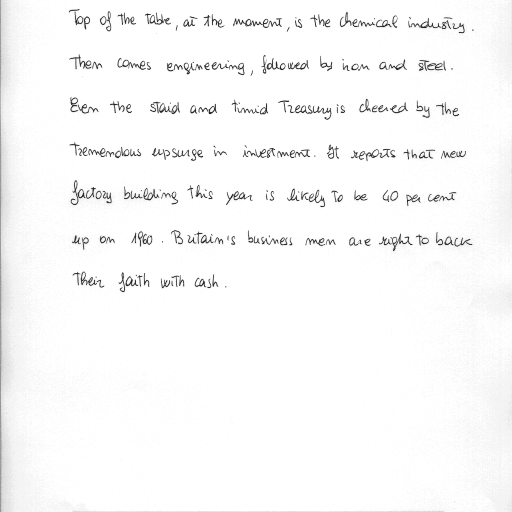 Top of the table, at the moment, is the chemical industry.
Then comes engineering, followed by iron and steel.
Even the staid and timid Treasury is cheered by the
tremendous upsurge in investment. It reports that new
factory building this year is likely to be 40 per cent
up on 1960. Britain's business men are right to back
their faith with cash.